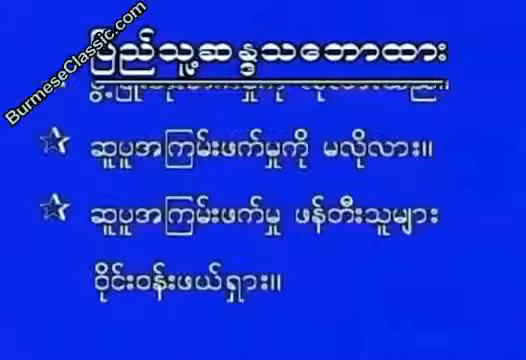 BurmeseClassic.com
ပြည်သူ့ဆန္ဒသဘောထား
ဆူပူအကြမ်းဖက်မှုကို မလိုလား။
ဆူပူအကြမ်းဖက်မှု ဖန်တီးသူများ
ဝိုင်းဝန်းဖယ်ရှား။